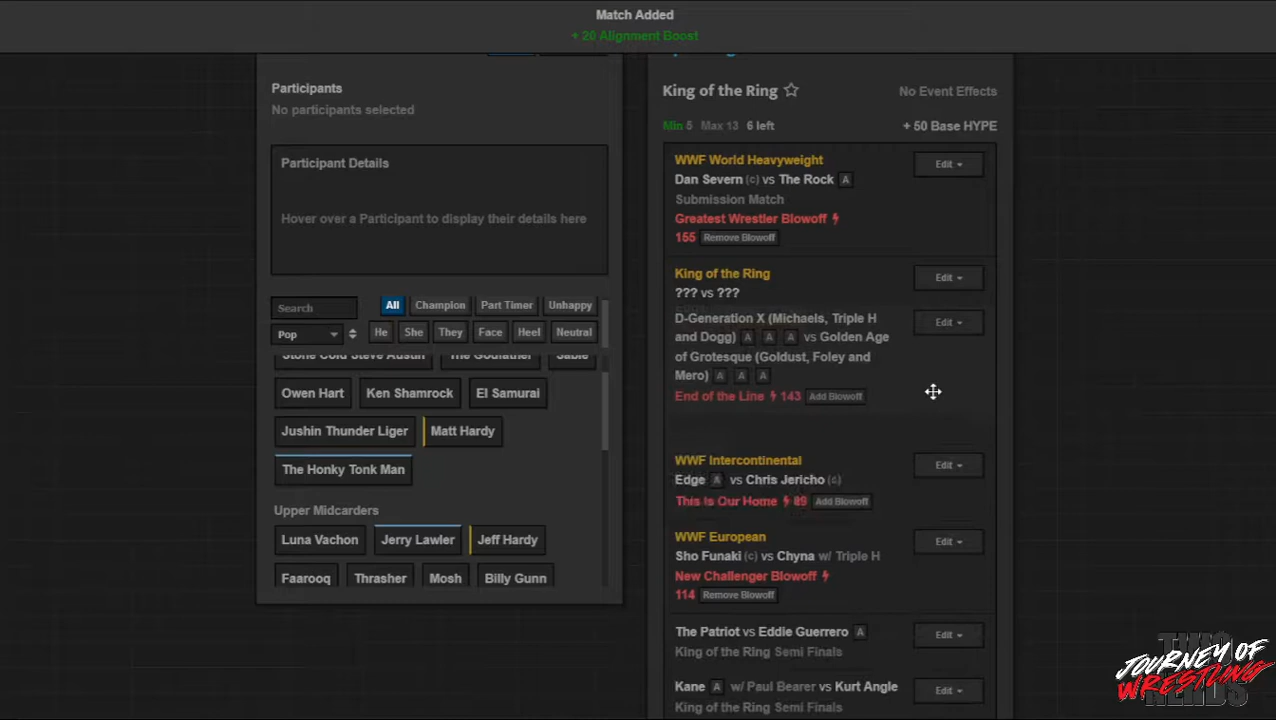 Match Added
+ 20 Alignment Boost
Participants
No participants selected
Participant Details
Hover over a Participant to display their details here
Search
All
Champion
Part Timer
Unhappy
Pop
He
She
They
Face
Heel
Neutral
Stone Cold Steve Austin
The Godfather
Sable
Owen Hart
Ken Shamrock
El Samurai
Jushin Thunder Liger
Matt Hardy
The Honky Tonk Man
Upper Midcarders
Luna Vachon
Jerry Lawler
Jeff Hardy
Faarooq
Thrasher
Mosh
Billy Gunn
King of the Ring
No Event Effects
Min 5 Max 13 6 left
+ 50 Base HYPE
WWF World Heavyweight
Edit
Dan Severn (c) vs The Rock A
Submission Match
Greatest Wrestler Blowoff
155 Remove Blowoff
King of the Ring
Edit
??? vs ???
D-Generation X (Michaels, Triple H
Edit
and Dogg) A A A vs Golden Age
of Grotesque (Goldust, Foley and
Mero) A A A
End of the Line 143 Add Blowoff
WWF Intercontinental
Edit
Edge A vs Chris Jericho (c)
This Is Our Home 89 Add Blowoff
WWF European
Edit
Sho Funaki (c) vs Chyna w/ Triple H
New Challenger Blowoff
114 Remove Blowoff
The Patriot vs Eddie Guerrero A
Edit
King of the Ring Semi Finals
Kane A w/ Paul Bearer vs Kurt Angle
Edit
King of the Ring Semi Finals
JOURNEY OF
WRESTLING